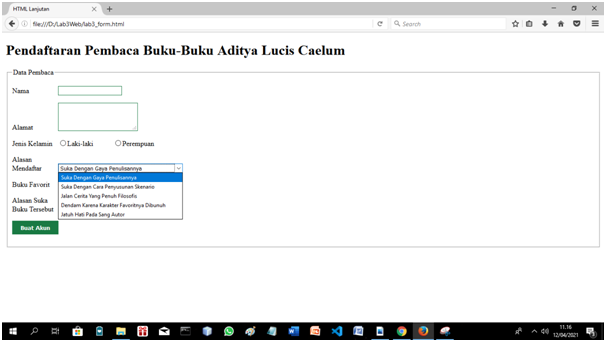 HTML Lanjutan
file:///D:/Lab3Web/lab3_form.html
Search
Pendaftaran Pembaca Buku-Buku Aditya Lucis Caelum
Data Pembaca
Nama
Alamat
Jenis Kelamin Laki-laki Perempuan
Alasan
Mendaftar Suka Dengan Gaya Penulisannya
Suka Dengan Gaya Penulisannya
Suka Dengan Cara Penyusunan Skenario
Jalan Cerita Yang Penuh Filosofis
Dendam Karena Karakter Favoritnya Dibunuh
Jatuh Hati Pada Sang Autor
Buku Favorit
Alasan Suka
Buku Tersebut
Buat Akun
11.16
12/04/2021